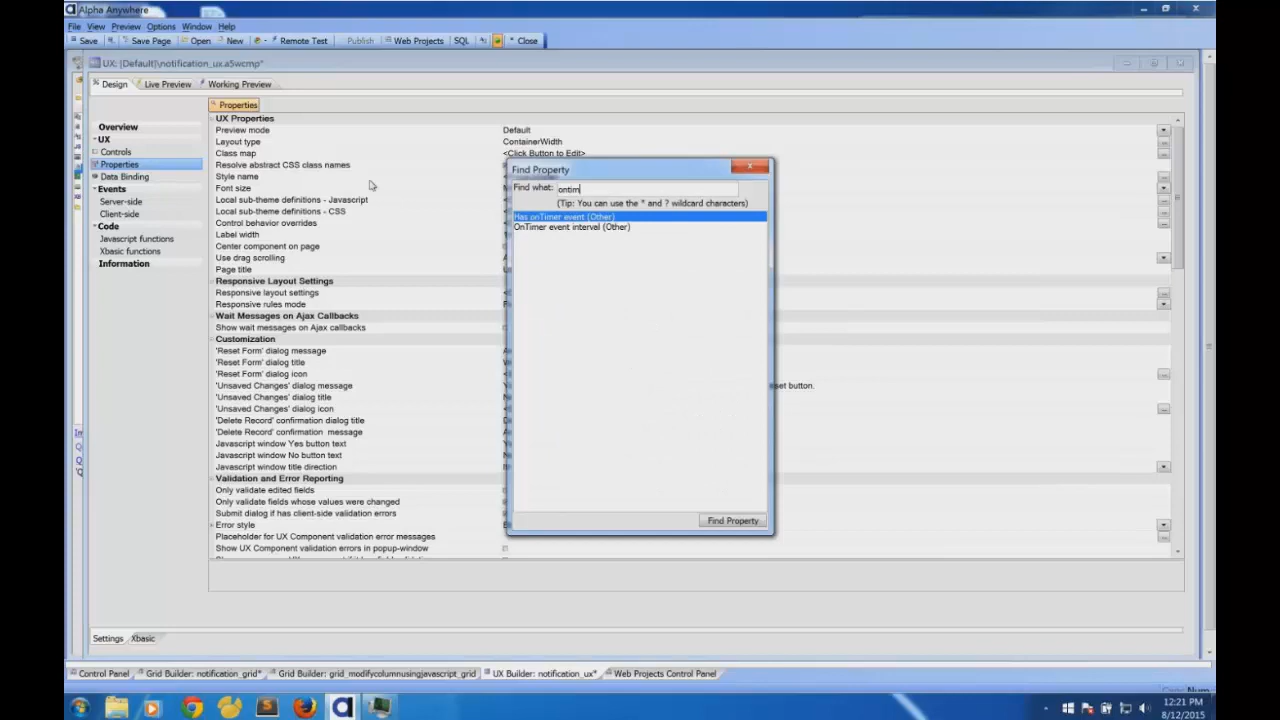 Alpha Anywhere
File View Preview Options Window Help
Save Save Page Open New Remote Test Publish Web Projects SQL Close
UX: [Default]\notification_ux.a5wcmp*
Design Live Preview Working Preview
Properties
Overview
UX
Controls
Properties
Data Binding
Events
Server-side
Client-side
Code
Javascript functions
Xbasic functions
Information
UX Properties
Preview mode Default
Layout type ContainerWidth
Class map <Click Button to Edit>
Resolve abstract CSS class names
Style name
Font size
Local sub-theme definitions - Javascript
Local sub-theme definitions - CSS
Control behavior overrides
Label width
Center component on page
Use drag scrolling
Page title
Responsive Layout Settings
Responsive layout settings
Responsive rules mode
Wait Messages on Ajax Callbacks
Show wait messages on Ajax callbacks
Customization
'Reset Form' dialog message
'Reset Form' dialog title
'Reset Form' dialog icon
'Unsaved Changes' dialog message
'Unsaved Changes' dialog title
'Unsaved Changes' dialog icon
'Delete Record' confirmation dialog title
'Delete Record' confirmation message
Javascript window Yes button text
Javascript window No button text
Javascript window title direction
Validation and Error Reporting
Only validate edited fields
Only validate fields whose values were changed
Submit dialog if has client-side validation errors
Error style
Placeholder for UX Component validation error messages
Show UX Component validation errors in popup-window
set button.
Find Property
Find what: ontim
(Tip: You can use the * and ? wildcard characters)
Has onTimer event (Other)
OnTimer event interval (Other)
Find Property
Settings Xbasic
Control Panel Grid Builder: notification_grid* Grid Builder: grid_modifycolumnusingjavascript_grid UX Builder: notification_ux* Web Projects Control Panel
12:21 PM
8/12/2015